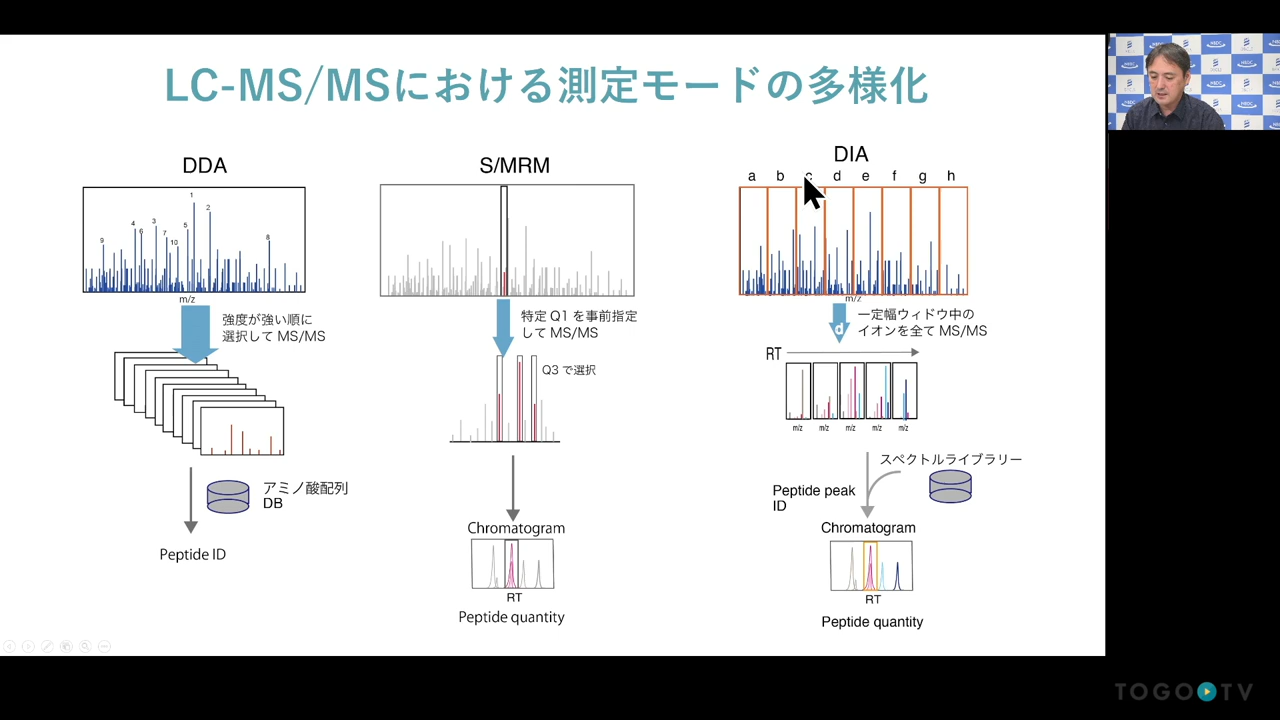 LC-MS/MSにおける測定モードの多様化
DDA
1
2
3
4
5
6
7
8
9
10
m/z
強度が強い順に
選択して MS/MS
アミノ酸配列
DB
Peptide ID
S/MRM
特定 Q1 を事前指定
して MS/MS
Q3 で選択
Chromatogram
RT
Peptide quantity
DIA
a b c d e f g h
m/z
一定幅ウィドウ中の
イオンを全て MS/MS
d
RT
m/z m/z m/z m/z m/z
スペクトルライブラリー
Peptide peak
ID
Chromatogram
RT
Peptide quantity
TOGO TV